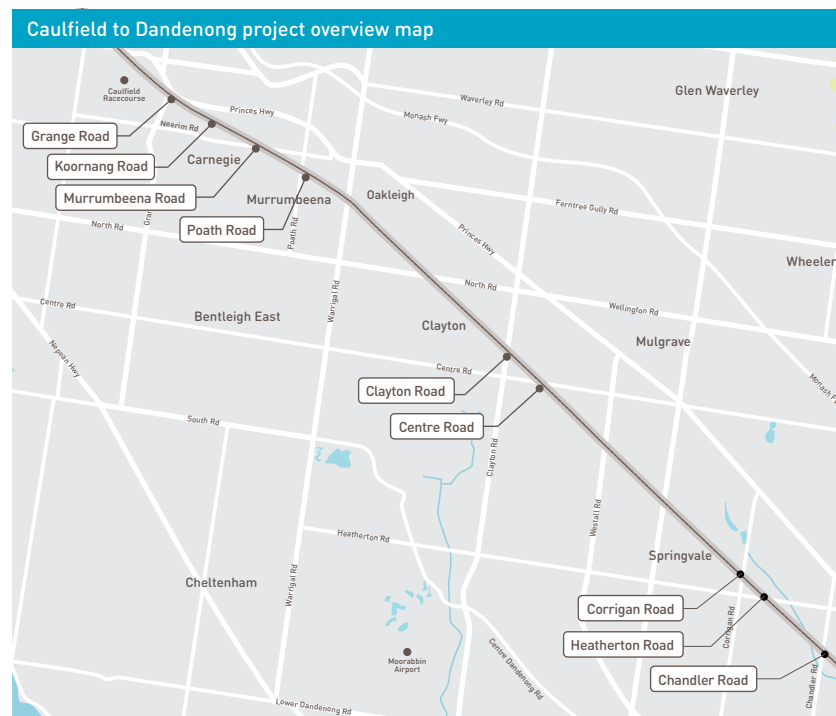 Caulfield to Dandenong project overview map
Glen Waverley
Caulfield
Racecourse
Waverley Rd
Princes Hwy
Monash Fwy
Neerim Rd
Grange Road
Koornang Road
Carnegie
Murrumbeena Road
Murrumbeena
Oakleigh
Ferntree Gully Rd
Gran
Poath Road
Poath Rd
North Rd
Princes Hwy
Wheeler
Warrigal Rd
North Rd
Centre Rd
Wellington Rd
Bentleigh East
Clayton
Mulgrave
Nepean Hwy
Centre Rd
Monash Fw
Clayton Road
Centre Road
South Rd
Clayton Rd
Westall Rd
Heatherton Rd
Springvale
Cheltenham
Warrigal Rd
Corrigan Road
Corrigan Rd
Heatherton Road
Moorabbin
Airport
Centre Dandenong Rd
Chandler Road
Chandler Rd
Lower Dandenong Rd